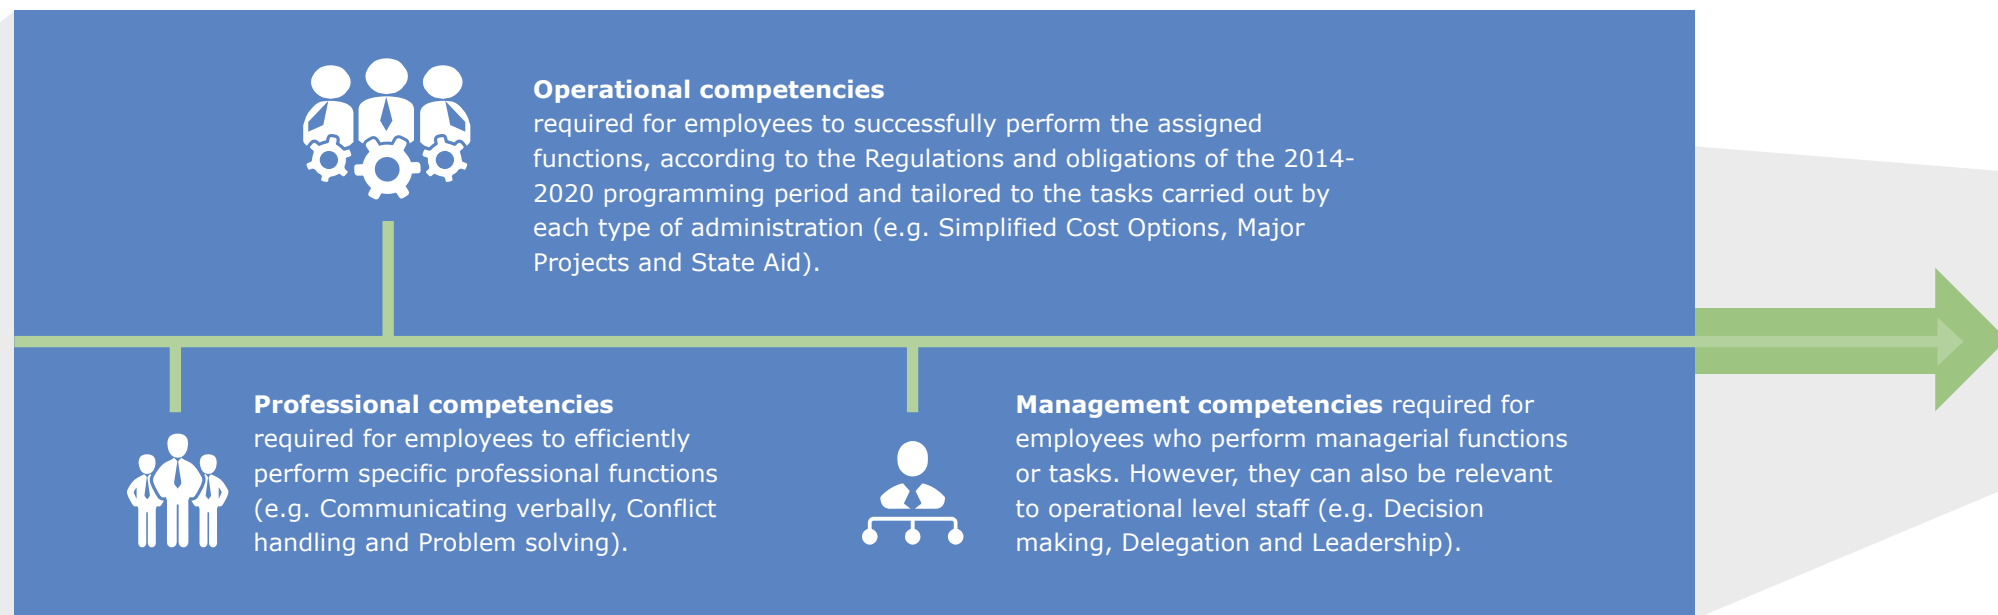 Operational competencies
required for employees to successfully perform the assigned
functions, according to the Regulations and obligations of the 2014-
2020 programming period and tailored to the tasks carried out by
each type of administration (e.g. Simplified Cost Options, Major
Projects and State Aid).
Professional competencies
required for employees to efficiently
perform specific professional functions
(e.g. Communicating verbally, Conflict
handling and Problem solving).
Management competencies required for
employees who perform managerial functions
or tasks. However, they can also be relevant
to operational level staff (e.g. Decision
making, Delegation and Leadership).